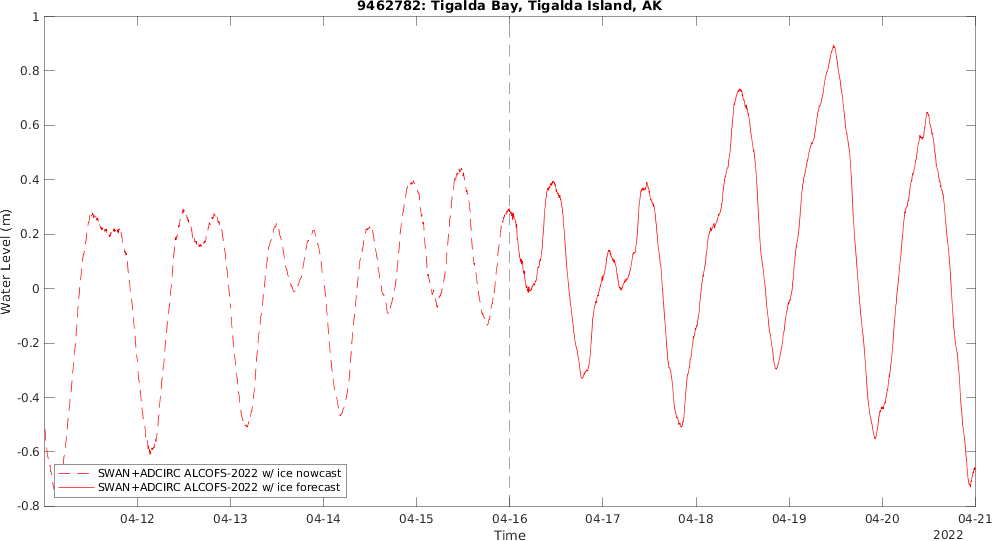 9462782: Tigalda Bay, Tigalda Island, AK
1
0.8
0.6
0.4
0.2
0
-0.2
-0.4
-0.6
-0.8
Water Level (m)
SWAN+ADCIRC ALCOFS-2022 w/ ice nowcast
SWAN+ADCIRC ALCOFS-2022 w/ ice forecast
04-12 04-13 04-14 04-15 04-16 04-17 04-18 04-19 04-20 04-21
Time
2022